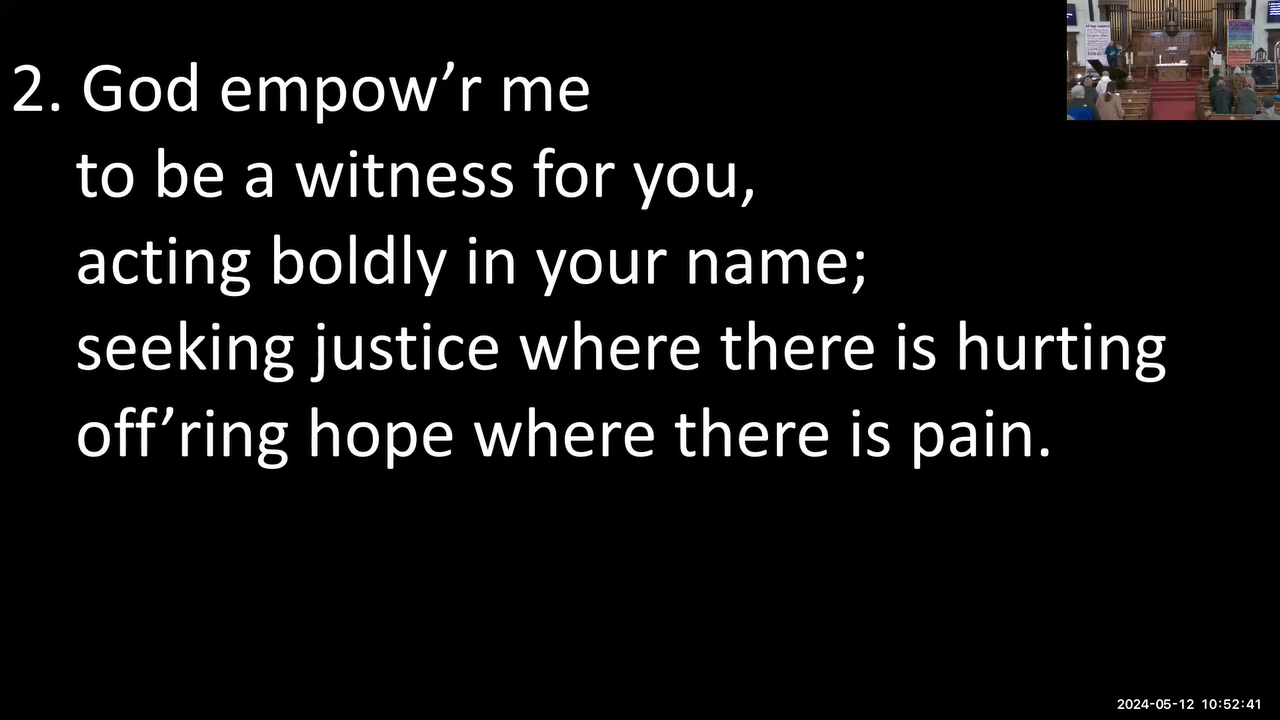 2. God empow’r me
to be a witness for you,
acting boldly in your name;
seeking justice where there is hurting
off’ring hope where there is pain.
2024-05-12 10:52:41